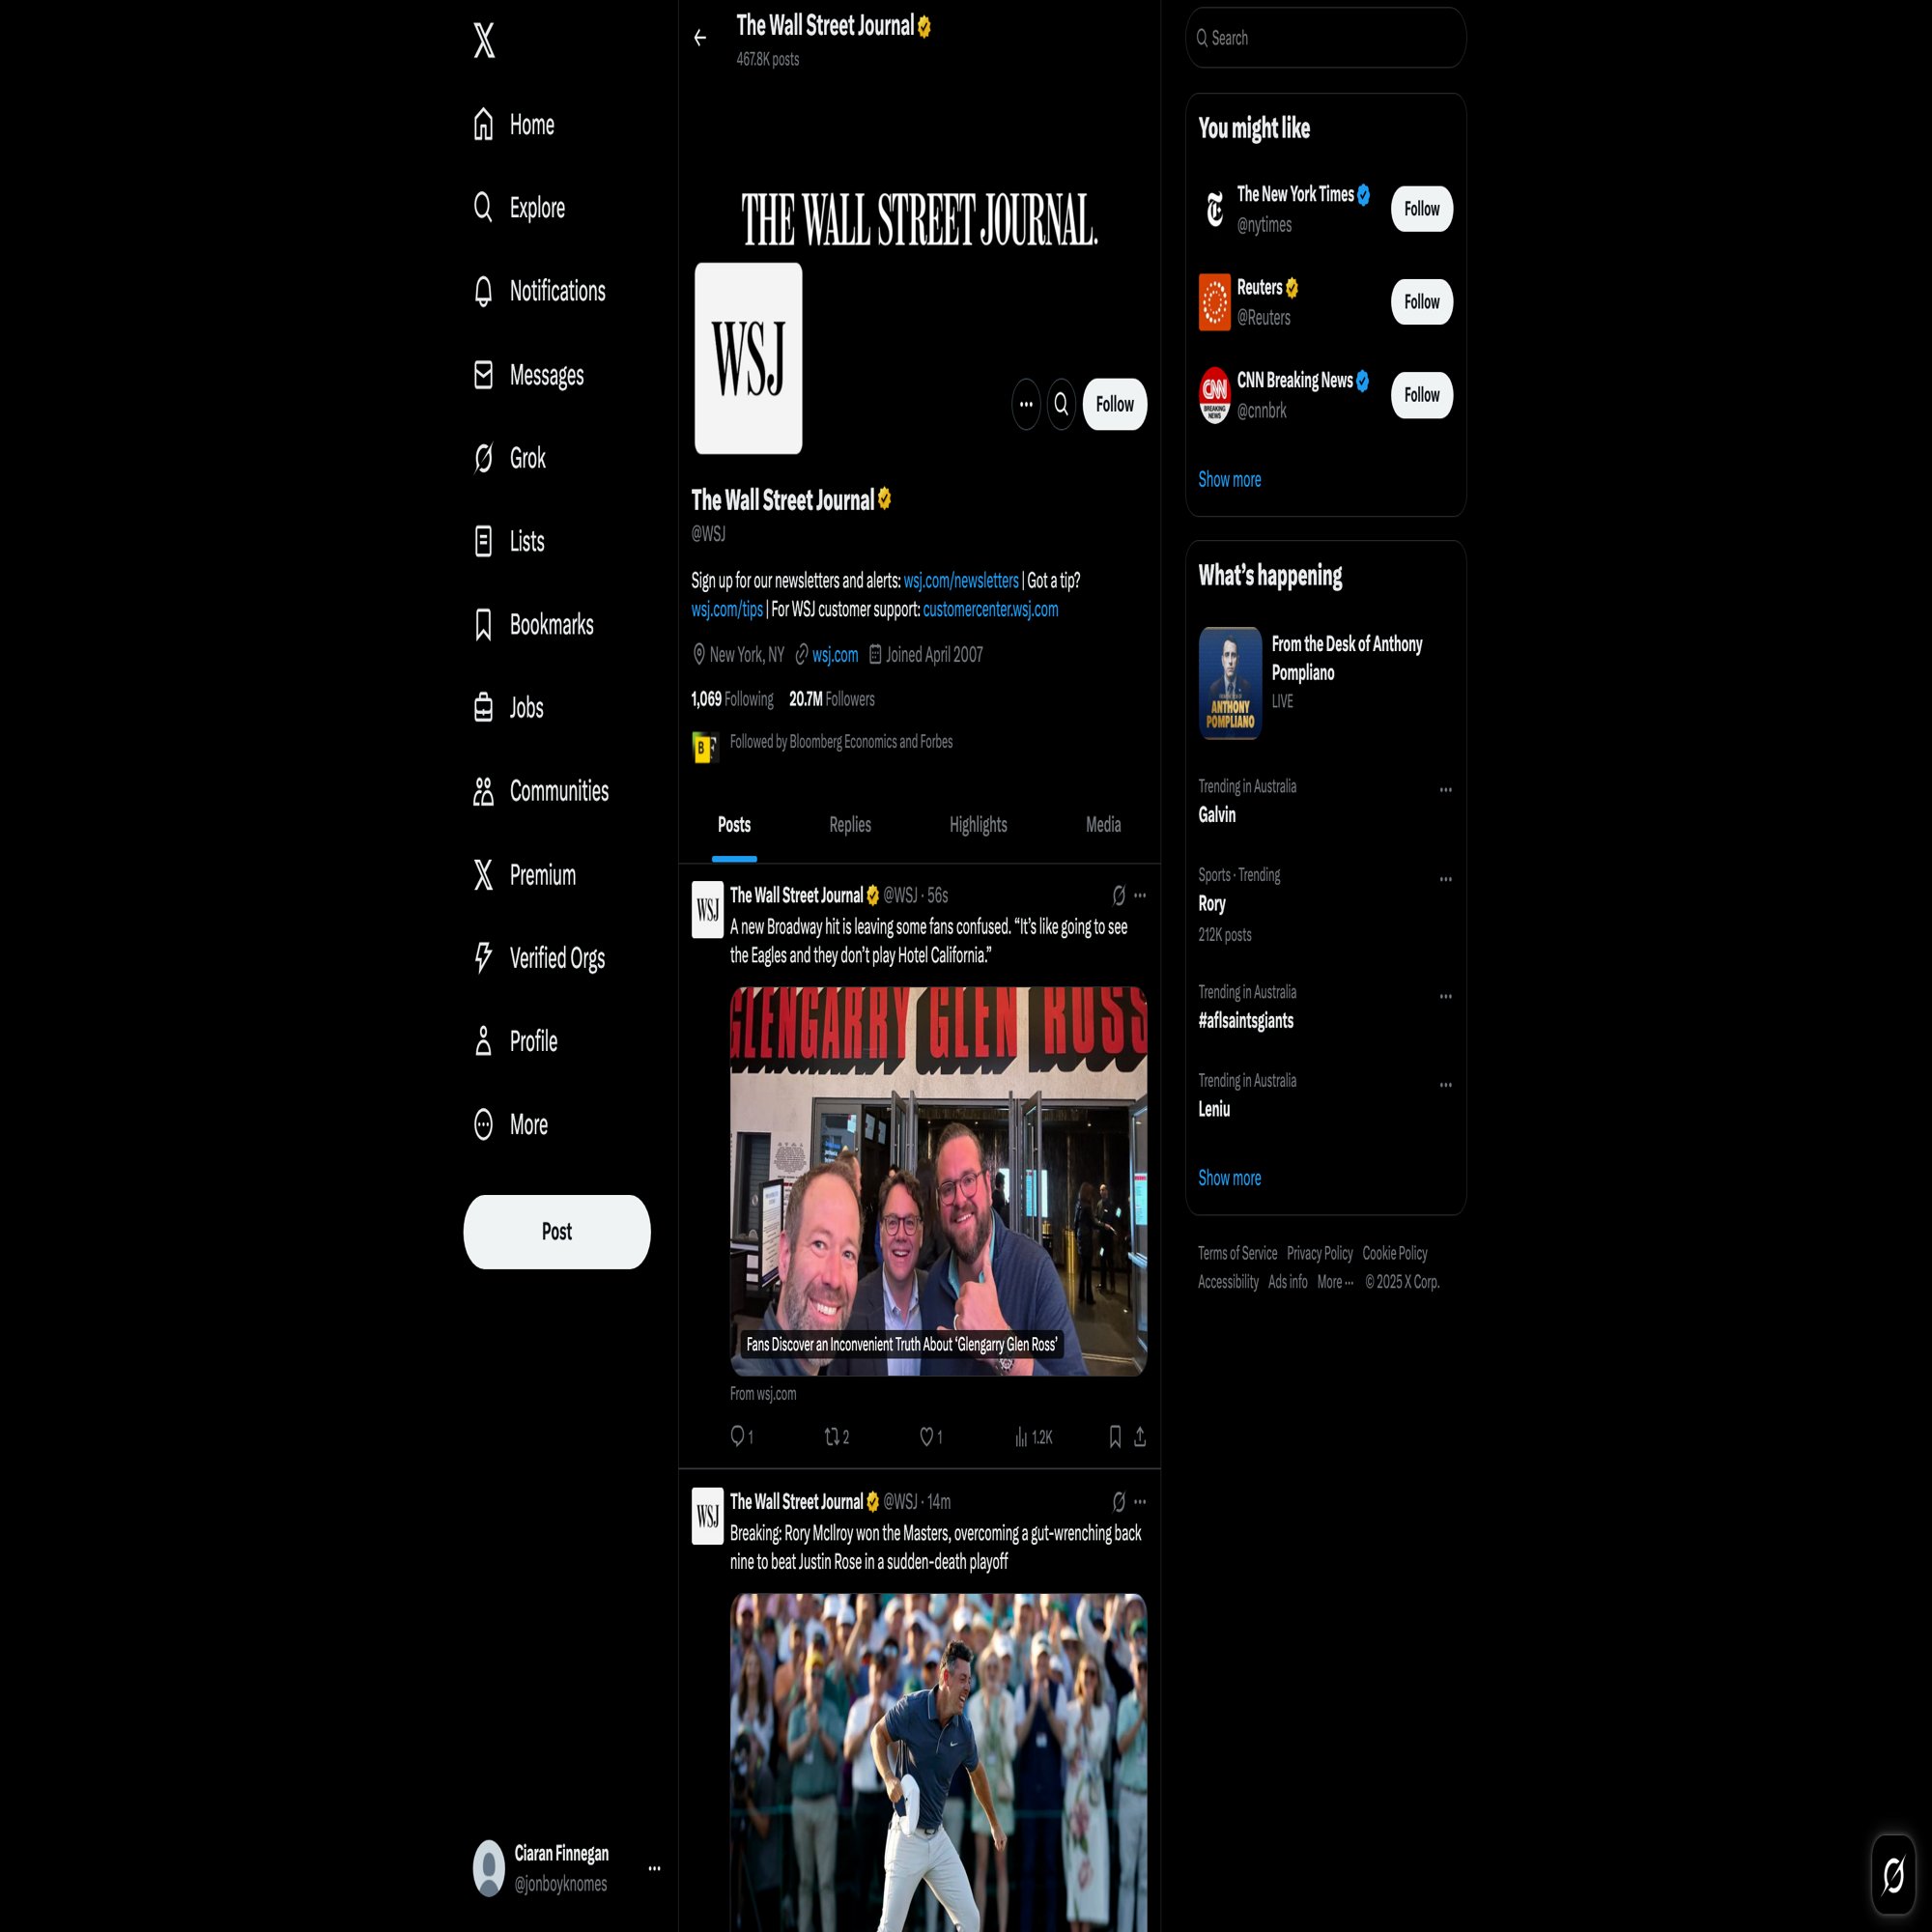 Home
Explore
Notifications
Messages
Grok
Lists
Bookmarks
Jobs
Communities
Premium
Verified Orgs
Profile
More
Post
Ciaran Finnegan
@jonboyknomes
The Wall Street Journal
467.8K posts
THE WALL STREET JOURNAL.
WSJ
Follow
The Wall Street Journal
@WSJ
Sign up for our newsletters and alerts: wsj.com/newsletters | Got a tip?
wsj.com/tips | For WSJ customer support: customercenter.wsj.com
New York, NY wsj.com Joined April 2007
1,069 Following 20.7M Followers
B F
Followed by Bloomberg Economics and Forbes
Posts Replies Highlights Media
WSJ
The Wall Street Journal @WSJ · 56s
A new Broadway hit is leaving some fans confused. “It’s like going to see
the Eagles and they don’t play Hotel California.”
GLENGARRY GLEN ROSS
Fans Discover an Inconvenient Truth About ‘Glengarry Glen Ross’
From wsj.com
1 2 1 1.2K
WSJ
The Wall Street Journal @WSJ · 14m
Breaking: Rory McIlroy won the Masters, overcoming a gut-wrenching back
nine to beat Justin Rose in a sudden-death playoff
Search
You might like
The New York Times
@nytimes
Follow
Reuters
@Reuters
Follow
CNN
BREAKING
NEWS
CNN Breaking News
@cnnbrk
Follow
Show more
What’s happening
ANTHONY
POMPLIANO
From the Desk of Anthony
Pompliano
LIVE
Trending in Australia
Galvin
Sports · Trending
Rory
212K posts
Trending in Australia
#aflsaintsgiants
Trending in Australia
Leniu
Show more
Terms of Service Privacy Policy Cookie Policy
Accessibility Ads info More ··· © 2025 X Corp.